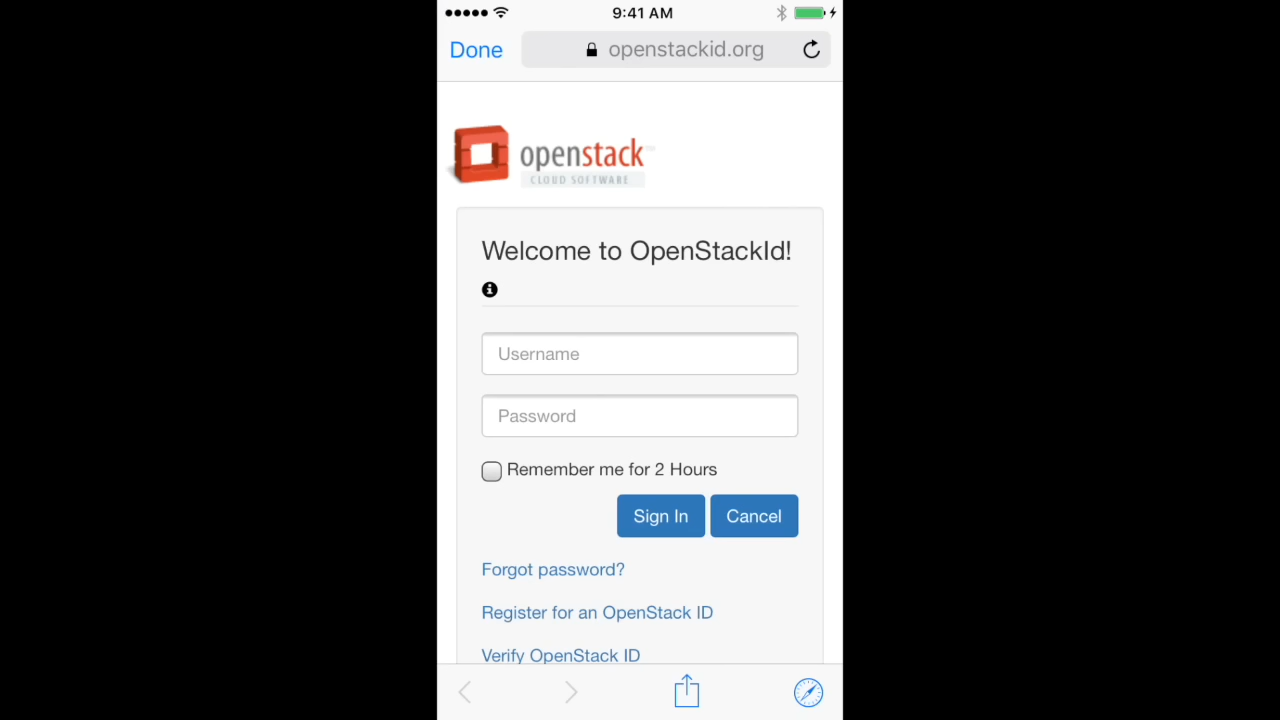 9:41 AM
Done
openstackid.org
openstack
CLOUD SOFTWARE
Welcome to OpenStackId!
Username
Password
Remember me for 2 Hours
Sign In Cancel
Forgot password?
Register for an OpenStack ID
Verify OpenStack ID